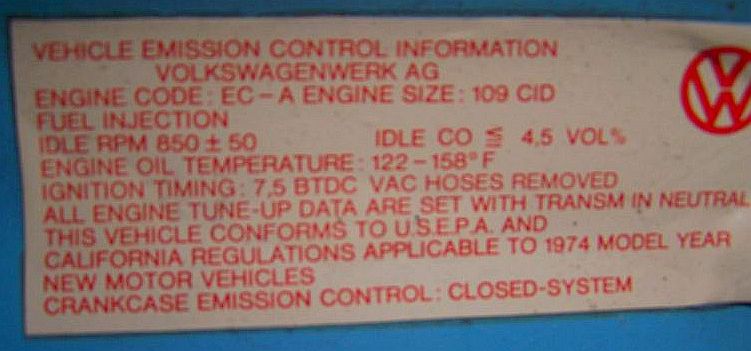 VEHICLE EMISSION CONTROL INFORMATION
VOLKSWAGENWERK AG
ENGINE CODE: EC-A ENGINE SIZE: 109 CID
FUEL INJECTION
IDLE RPM 850 ± 50 IDLE CO ≦ 4.5 VOL%
ENGINE OIL TEMPERATURE: 122-158° F
IGNITION TIMING: 7,5 BTDC VAC HOSES REMOVED
ALL ENGINE TUNE-UP DATA ARE SET WITH TRANSM IN NEUTRAL
THIS VEHICLE CONFORMS TO U.S.E.P.A. AND
CALIFORNIA REGULATIONS APPLICABLE TO 1974 MODEL YEAR
NEW MOTOR VEHICLES
CRANKCASE EMISSION CONTROL: CLOSED-SYSTEM
VW